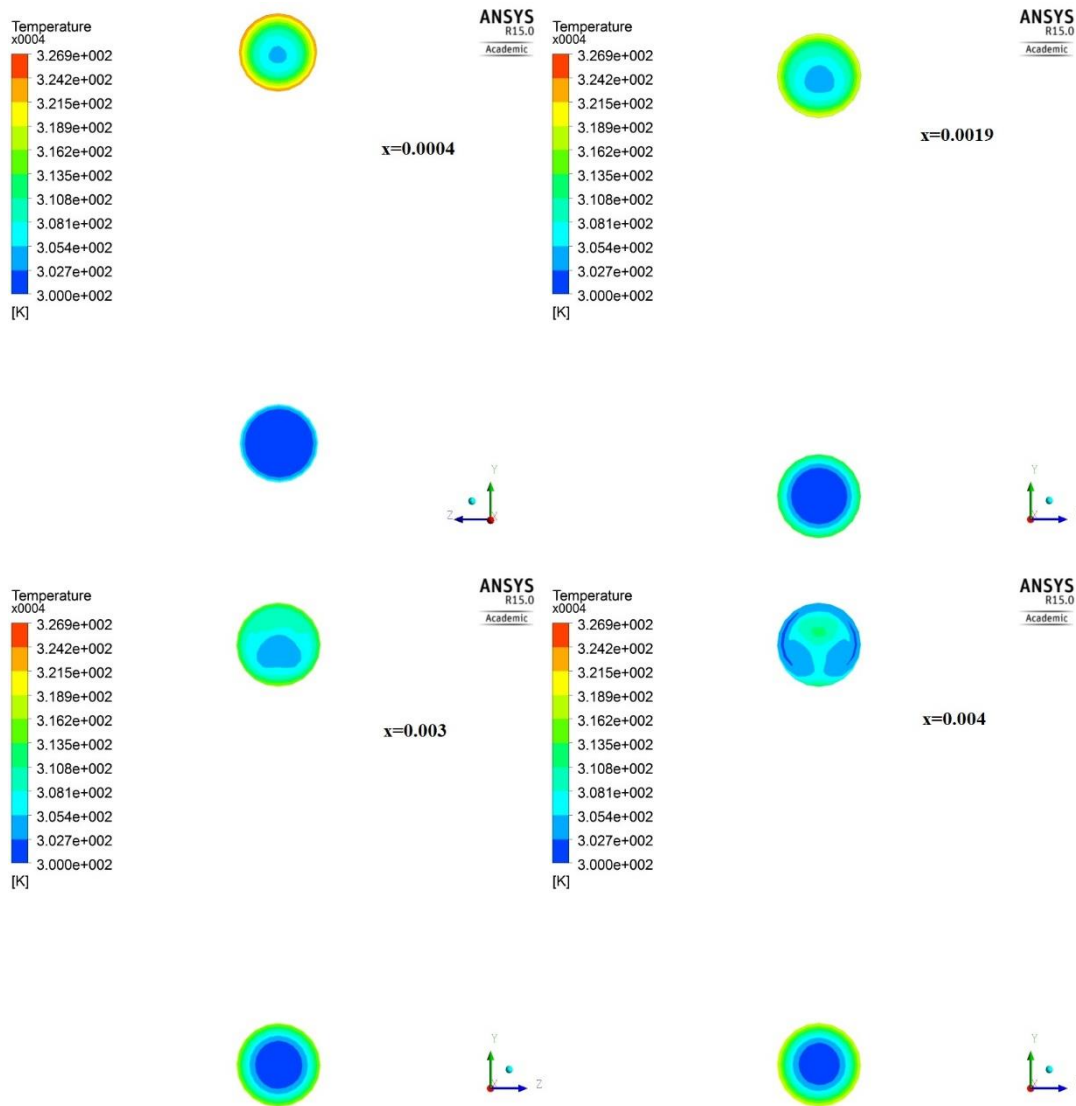 Temperature
x0004
3.269e+002
3.242e+002
3.215e+002
3.189e+002
3.162e+002
3.135e+002
3.108e+002
3.081e+002
3.054e+002
3.027e+002
3.000e+002
[K]
ANSYS
R15.0
Academic
x=0.0004
Y
Z
X
Temperature
x0004
3.269e+002
3.242e+002
3.215e+002
3.189e+002
3.162e+002
3.135e+002
3.108e+002
3.081e+002
3.054e+002
3.027e+002
3.000e+002
[K]
ANSYS
R15.0
Academic
x=0.0019
Y
X
Temperature
x0004
3.269e+002
3.242e+002
3.215e+002
3.189e+002
3.162e+002
3.135e+002
3.108e+002
3.081e+002
3.054e+002
3.027e+002
3.000e+002
[K]
ANSYS
R15.0
Academic
x=0.003
Y
X
Z
Temperature
x0004
3.269e+002
3.242e+002
3.215e+002
3.189e+002
3.162e+002
3.135e+002
3.108e+002
3.081e+002
3.054e+002
3.027e+002
3.000e+002
[K]
ANSYS
R15.0
Academic
x=0.004
Y
X